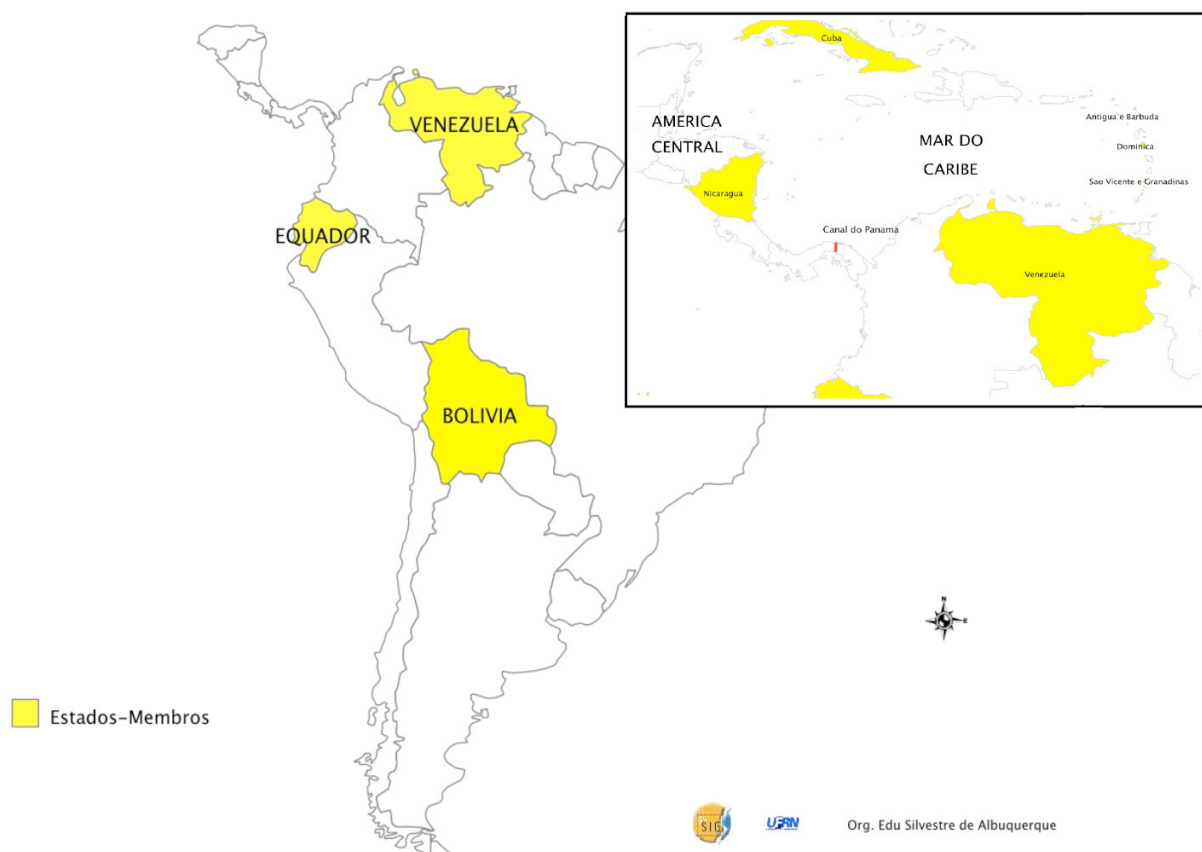 VENEZUELA
EQUADOR
BOLIVIA
Estados-Membros
Cuba
AMÉRICA
CENTRAL
MAR DO
CARIBE
Antigua e Barbuda
Dominica
Sao Vicente e Granadinas
Nicaragua
Canal do Panama
Venezuela
N
E
SIG
UFRN
Org. Edu Silvestre de Albuquerque